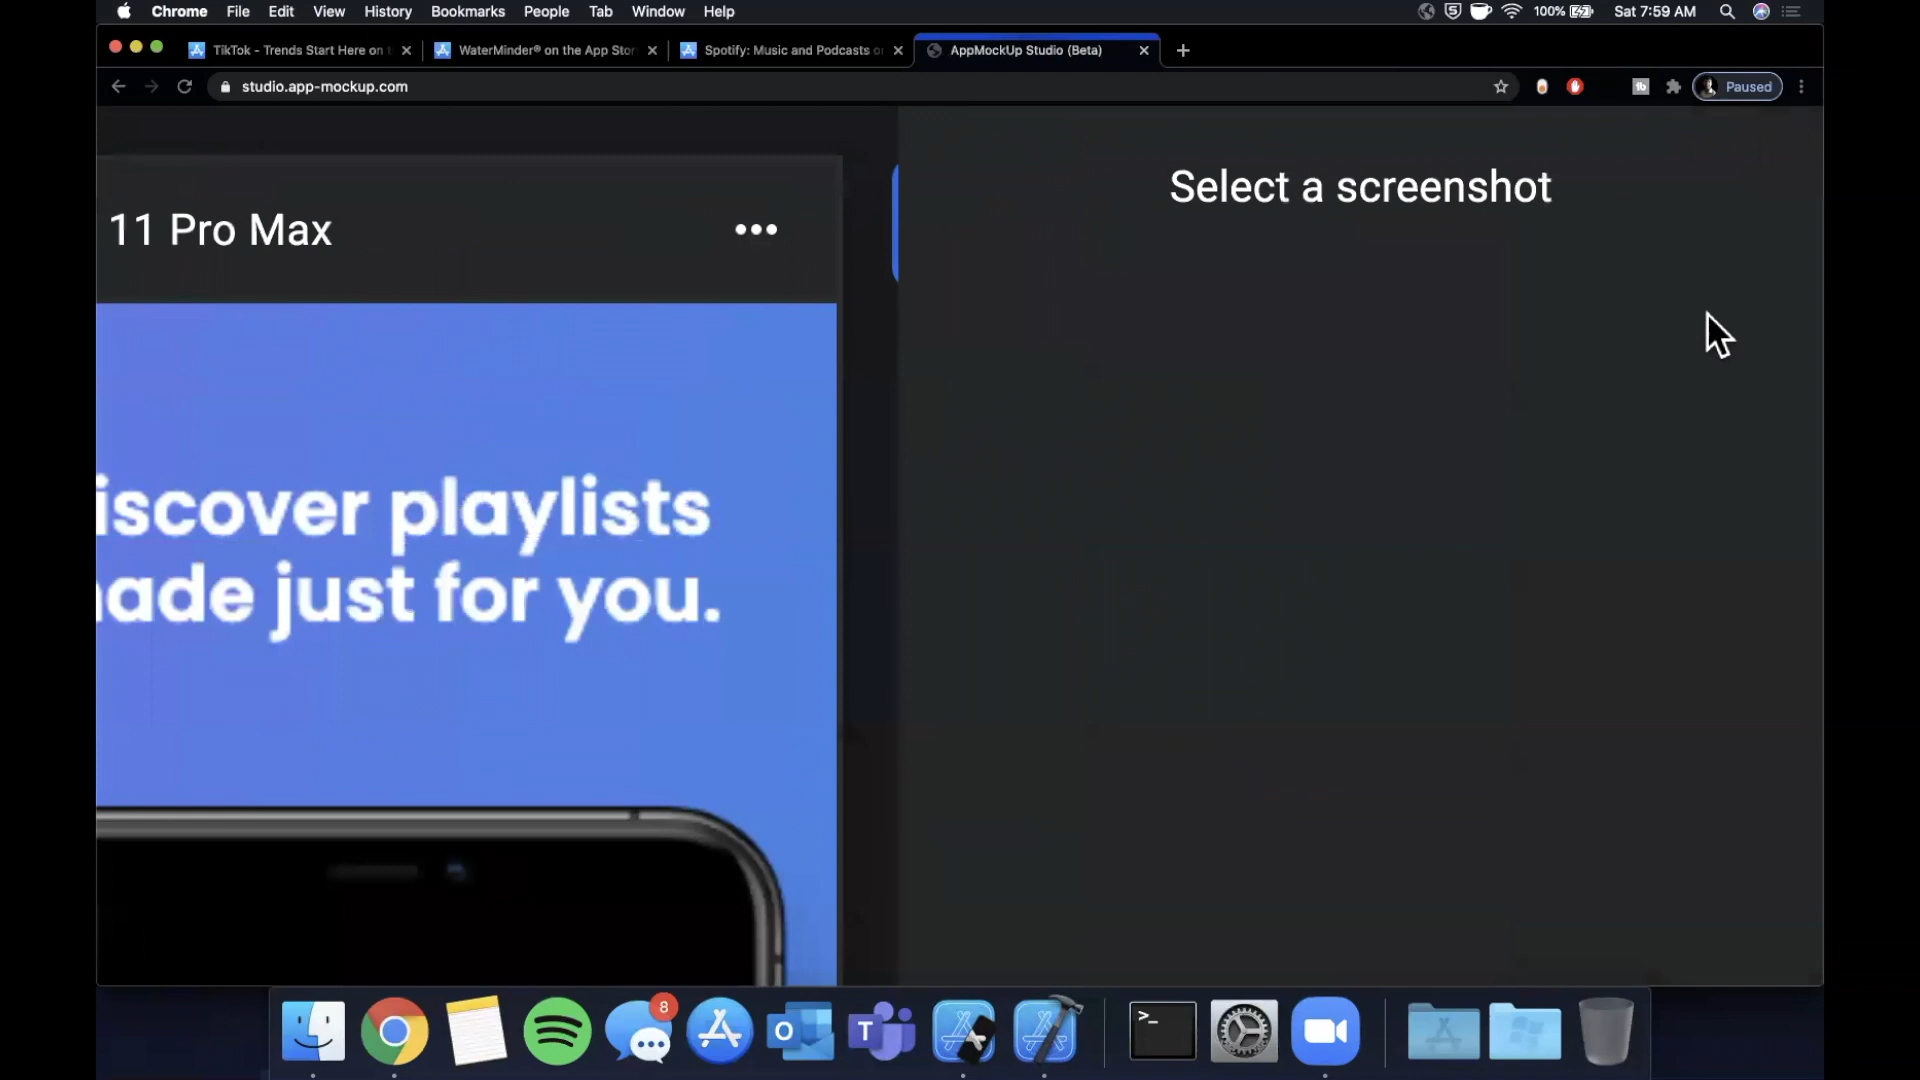 Chrome File Edit View History Bookmarks People Tab Window Help
5 100% Sat 7:59 AM
TikTok - Trends Start Here on
WaterMinder® on the App Stor
Spotify: Music and Podcasts o
AppMockUp Studio (Beta)
studio.app-mockup.com
Paused
11 Pro Max
Select a screenshot
iscover playlists
ade just for you.
8
O
T
>_